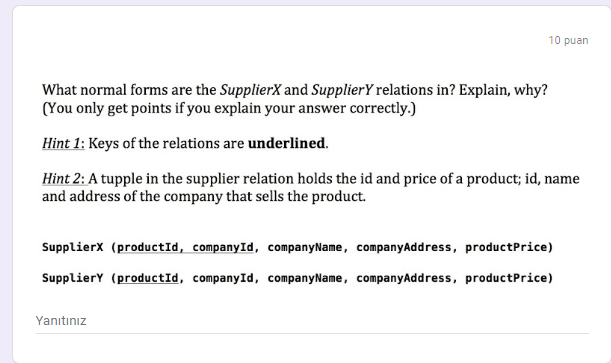 10 puan
What normal forms are the SupplierX and SupplierY relations in? Explain, why?
(You only get points if you explain your answer correctly.)
Hint 1: Keys of the relations are underlined.
Hint 2: A tupple in the supplier relation holds the id and price of a product; id, name
and address of the company that sells the product.
SupplierX (productId, companyId, companyName, companyAddress, productPrice)
SupplierY (productId, companyId, companyName, companyAddress, productPrice)
Yanıtınız